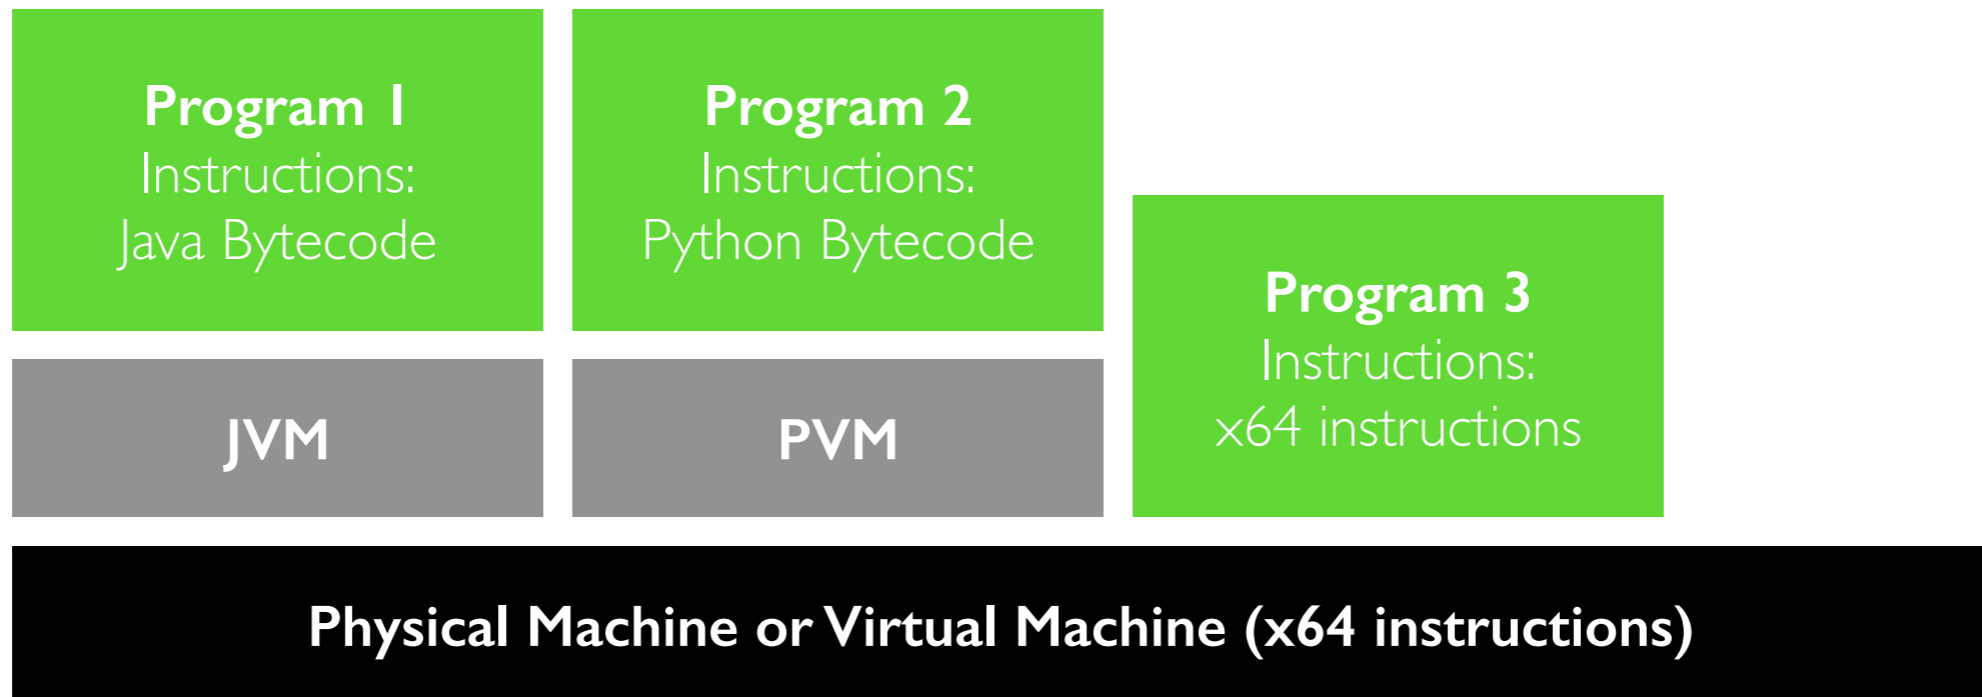 Program 1
Instructions:
Java Bytecode
Program 2
Instructions:
Python Bytecode
Program 3
Instructions:
x64 instructions
JVM
PVM
Physical Machine or Virtual Machine (x64 instructions)